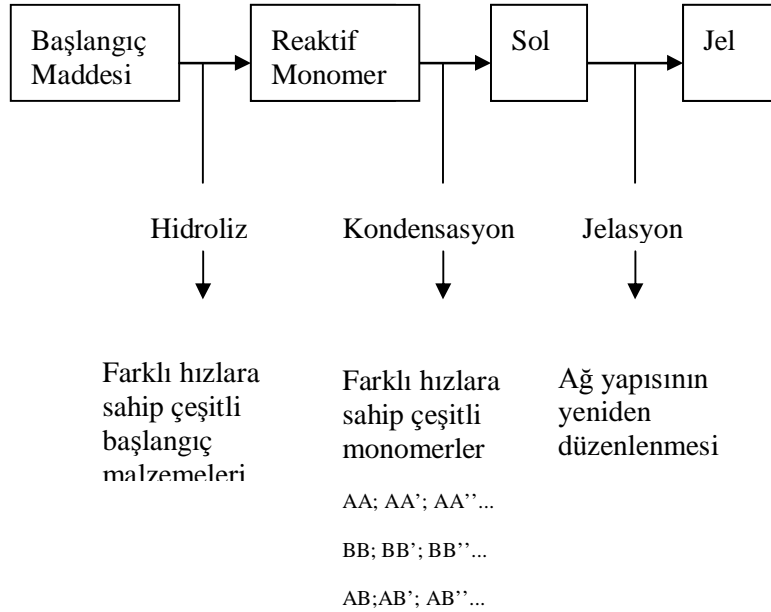 Başlangıç
Maddesi
Reaktif
Monomer
Sol
Jel
Hidroliz
Kondensasyon
Jelasyon
Farklı hızlara
sahip çeşitli
başlangıç
malzemeleri
Farklı hızlara
sahip çeşitli
monomerler
AA; AA’; AA’’...
BB; BB’; BB’’...
AB;AB’; AB’’...
Ağ yapısının
yeniden
düzenlenmesi